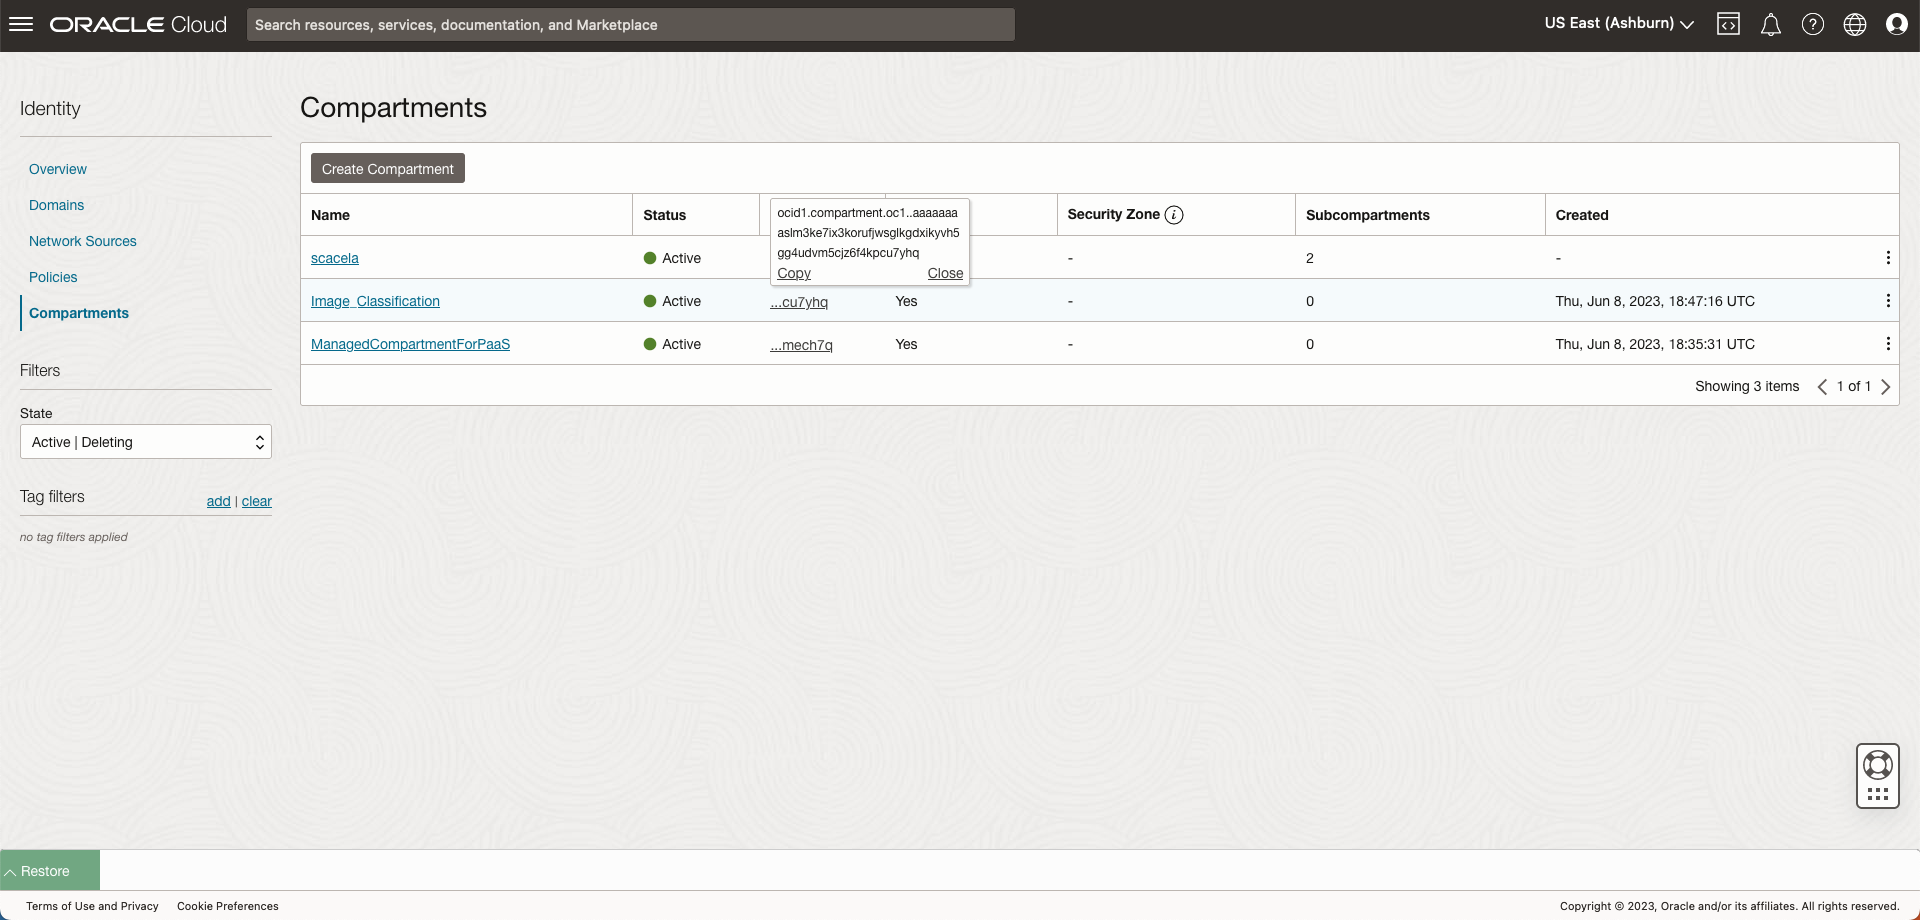 ORACLE Cloud
Search resources, services, documentation, and Marketplace
US East (Ashburn)
Identity
Overview
Domains
Network Sources
Policies
Compartments
Filters
State
Active | Deleting
Tag filters
add | clear
no tag filters applied
Compartments
Create Compartment
Name Status Security Zone i Subcompartments Created
ocid1.compartment.oc1..aaaaaaa
aslm3ke7ix3korufjwsglkgdxikyvh5
gg4udvm5cjz6f4kpcu7yhq
Copy Close
scacela Active - 2 -
Image_Classification Active ...cu7yhq Yes - 0 Thu, Jun 8, 2023, 18:47:16 UTC
ManagedCompartmentForPaaS Active ...mech7q Yes - 0 Thu, Jun 8, 2023, 18:35:31 UTC
Showing 3 items 1 of 1
Restore
Terms of Use and Privacy Cookie Preferences
Copyright © 2023, Oracle and/or its affiliates. All rights reserved.